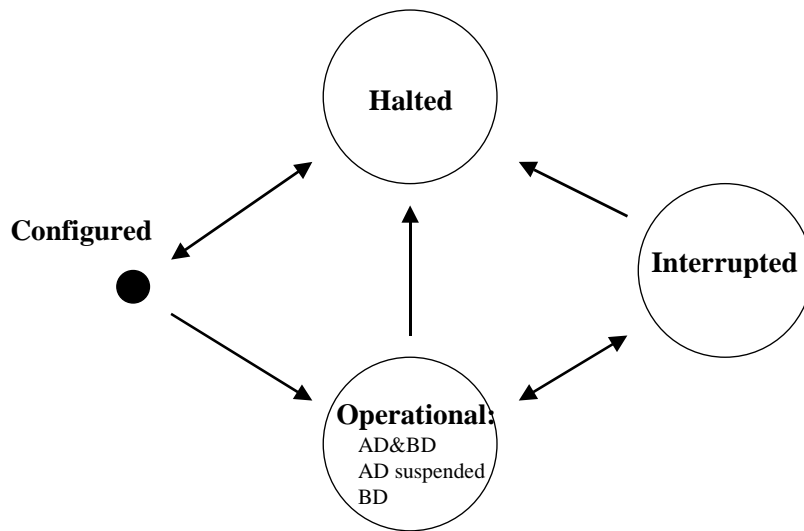 Halted
Configured
Interrupted
Operational:
AD&BD
AD suspended
BD